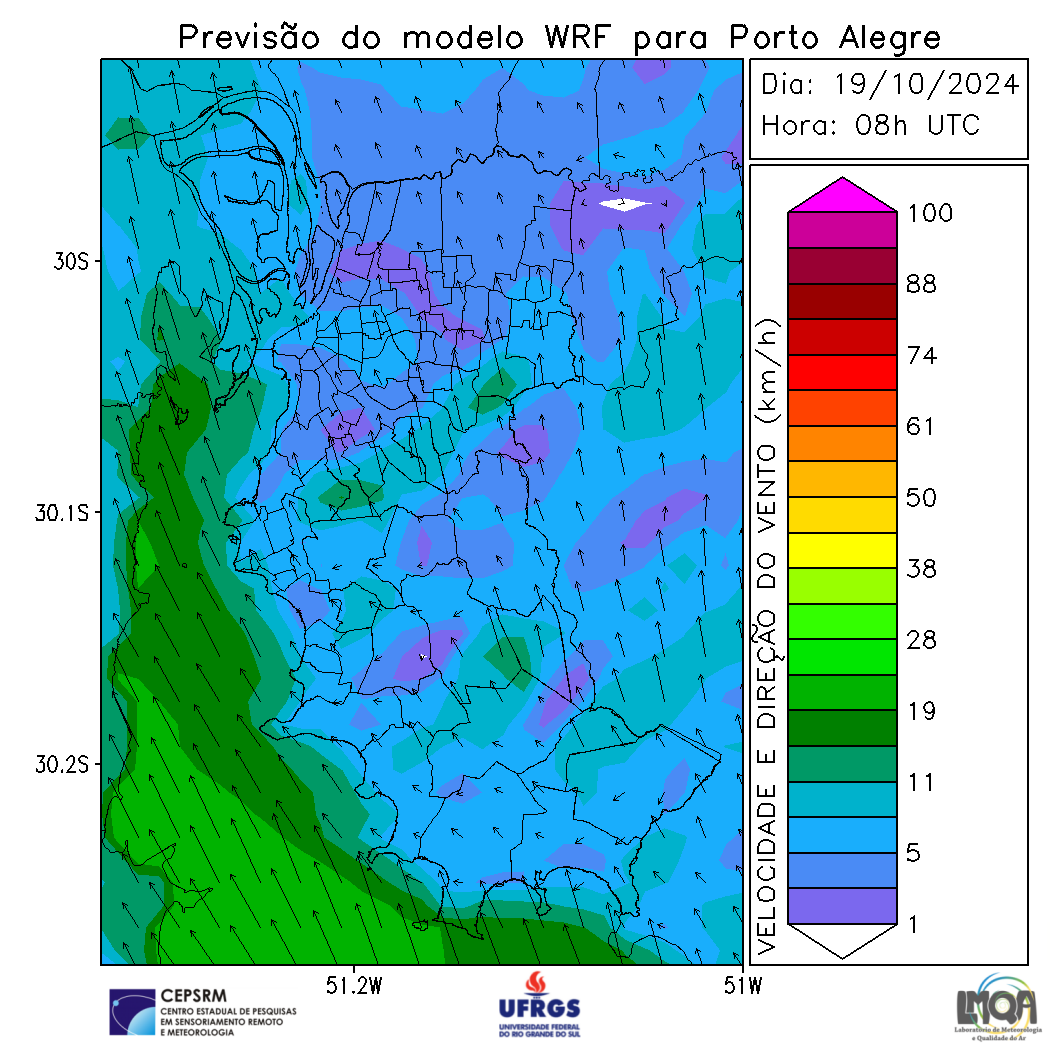 Previsão do modelo WRF para Porto Alegre
Dia: 19/10/2024
Hora: 08h UTC
30S
30.1S
30.2S
51.2W
51W
VELOCIDADE E DIREÇÃO DO VENTO (km/h)
100
88
74
61
50
38
28
19
11
5
1
CEPSRM
CENTRO ESTADUAL DE PESQUISAS
EM SENSORIAMENTO REMOTO
E METEOROLOGIA
UFRGS
UNIVERSIDADE FEDERAL
DO RIO GRANDE DO SUL
LMQA
Laboratório de Meteorologia
e Qualidade do Ar